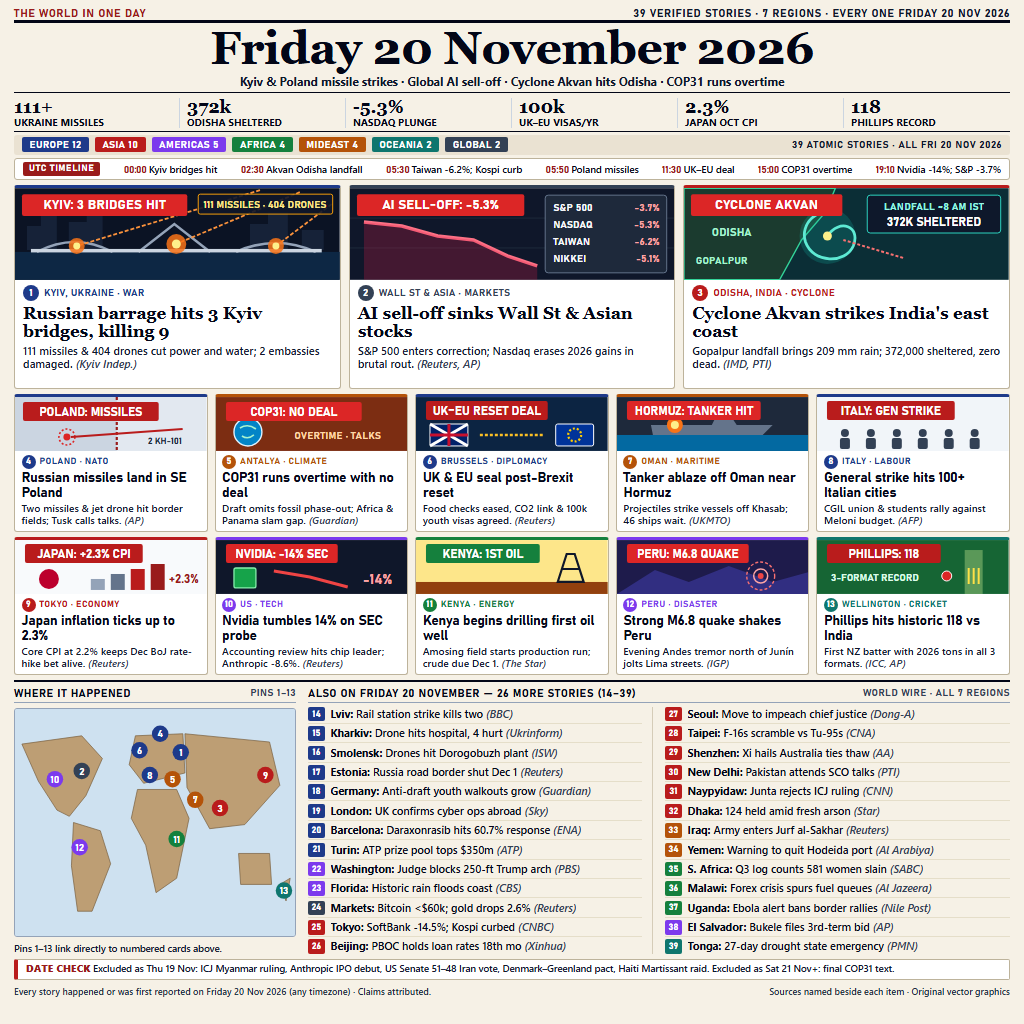 THE WORLD IN ONE DAY
39 VERIFIED STORIES · 7 REGIONS · EVERY ONE FRIDAY 20 NOV 2026
Friday 20 November 2026
Kyiv & Poland missile strikes · Global AI sell-off · Cyclone Akvan hits Odisha · COP31 runs overtime
111+
UKRAINE MISSILES
372k
ODISHA SHELTERED
-5.3%
NASDAQ PLUNGE
100k
UK–EU VISAS/YR
2.3%
JAPAN OCT CPI
118
PHILLIPS RECORD
EUROPE 12
ASIA 10
AMERICAS 5
AFRICA 4
MIDEAST 4
OCEANIA 2
GLOBAL 2
39 ATOMIC STORIES · ALL FRI 20 NOV 2026
UTC TIMELINE
00:00 Kyiv bridges hit
02:30 Akvan Odisha landfall
05:30 Taiwan -6.2%; Kospi curb
05:50 Poland missiles
11:30 UK–EU deal
15:00 COP31 overtime
19:10 Nvidia -14%; S&P -3.7%
KYIV: 3 BRIDGES HIT
111 MISSILES · 404 DRONES
1 KYIV, UKRAINE · WAR
Russian barrage hits 3 Kyiv
bridges, killing 9
111 missiles & 404 drones cut power and water; 2 embassies
damaged. (Kyiv Indep.)
AI SELL-OFF: -5.3%
S&P 500 -3.7%
NASDAQ -5.3%
TAIWAN -6.2%
NIKKEI -5.1%
2 WALL ST & ASIA · MARKETS
AI sell-off sinks Wall St & Asian
stocks
S&P 500 enters correction; Nasdaq erases 2026 gains in
brutal rout. (Reuters, AP)
CYCLONE AKVAN
LANDFALL ~8 AM IST
372K SHELTERED
ODISHA
GOPALPUR
3 ODISHA, INDIA · CYCLONE
Cyclone Akvan strikes India's east
coast
Gopalpur landfall brings 209 mm rain; 372,000 sheltered, zero
dead. (IMD, PTI)
POLAND: MISSILES
2 KH-101
4 POLAND · NATO
Russian missiles land in SE
Poland
Two missiles & jet drone hit border
fields; Tusk calls talks. (AP)
COP31: NO DEAL
OVERTIME · TALKS
5 ANTALYA · CLIMATE
COP31 runs overtime with no
deal
Draft omits fossil phase-out; Africa &
Panama slam gap. (Guardian)
UK–EU RESET DEAL
6 BRUSSELS · DIPLOMACY
UK & EU seal post-Brexit
reset
Food checks eased, CO2 link & 100k
youth visas agreed. (Reuters)
HORMUZ: TANKER HIT
7 OMAN · MARITIME
Tanker ablaze off Oman near
Hormuz
Projectiles strike vessels off Khasab;
46 ships wait. (UKMTO)
ITALY: GEN STRIKE
8 ITALY · LABOUR
General strike hits 100+
Italian cities
CGIL union & students rally against
Meloni budget. (AFP)
JAPAN: +2.3% CPI
+2.3%
9 TOKYO · ECONOMY
Japan inflation ticks up to
2.3%
Core CPI at 2.2% keeps Dec BoJ rate-
hike bet alive. (Reuters)
NVIDIA: -14% SEC
-14%
10 US · TECH
Nvidia tumbles 14% on SEC
probe
Accounting review hits chip leader;
Anthropic -8.6%. (Reuters)
KENYA: 1ST OIL
11 KENYA · ENERGY
Kenya begins drilling first oil
well
Amosing field starts production run;
crude due Dec 1. (The Star)
PERU: M6.8 QUAKE
12 PERU · DISASTER
Strong M6.8 quake shakes
Peru
Evening Andes tremor north of Junín
jolts Lima streets. (IGP)
PHILLIPS: 118
3-FORMAT RECORD
13 WELLINGTON · CRICKET
Phillips hits historic 118 vs
India
First NZ batter with 2026 tons in all 3
formats. (ICC, AP)
WHERE IT HAPPENED
PINS 1–13
4
6
1
2
10
8
5
9
7
3
11
12
13
Pins 1–13 link directly to numbered cards above.
ALSO ON FRIDAY 20 NOVEMBER — 26 MORE STORIES (14–39)
WORLD WIRE · ALL 7 REGIONS
14 Lviv: Rail station strike kills two (BBC)
15 Kharkiv: Drone hits hospital, 4 hurt (Ukrinform)
16 Smolensk: Drones hit Dorogobuzh plant (ISW)
17 Estonia: Russia road border shut Dec 1 (Reuters)
18 Germany: Anti-draft youth walkouts grow (Guardian)
19 London: UK confirms cyber ops abroad (Sky)
20 Barcelona: Daraxonrasib hits 60.7% response (ENA)
21 Turin: ATP prize pool tops $350m (ATP)
22 Washington: Judge blocks 250-ft Trump arch (PBS)
23 Florida: Historic rain floods coast (CBS)
24 Markets: Bitcoin <$60k; gold drops 2.6% (Reuters)
25 Tokyo: SoftBank -14.5%; Kospi curbed (CNBC)
26 Beijing: PBOC holds loan rates 18th mo (Xinhua)
27 Seoul: Move to impeach chief justice (Dong-A)
28 Taipei: F-16s scramble vs Tu-95s (CNA)
29 Shenzhen: Xi hails Australia ties thaw (AA)
30 New Delhi: Pakistan attends SCO talks (PTI)
31 Naypyidaw: Junta rejects ICJ ruling (CNN)
32 Dhaka: 124 held amid fresh arson (Star)
33 Iraq: Army enters Jurf al-Sakhar (Reuters)
34 Yemen: Warning to quit Hodeida port (Al Arabiya)
35 S. Africa: Q3 log counts 581 women slain (SABC)
36 Malawi: Forex crisis spurs fuel queues (Al Jazeera)
37 Uganda: Ebola alert bans border rallies (Nile Post)
38 El Salvador: Bukele files 3rd-term bid (AP)
39 Tonga: 27-day drought state emergency (PMN)
DATE CHECK Excluded as Thu 19 Nov: ICJ Myanmar ruling, Anthropic IPO debut, US Senate 51–48 Iran vote, Denmark–Greenland pact, Haiti Martissant raid. Excluded as Sat 21 Nov+: final COP31 text.
Every story happened or was first reported on Friday 20 Nov 2026 (any timezone) · Claims attributed.
Sources named beside each item · Original vector graphics